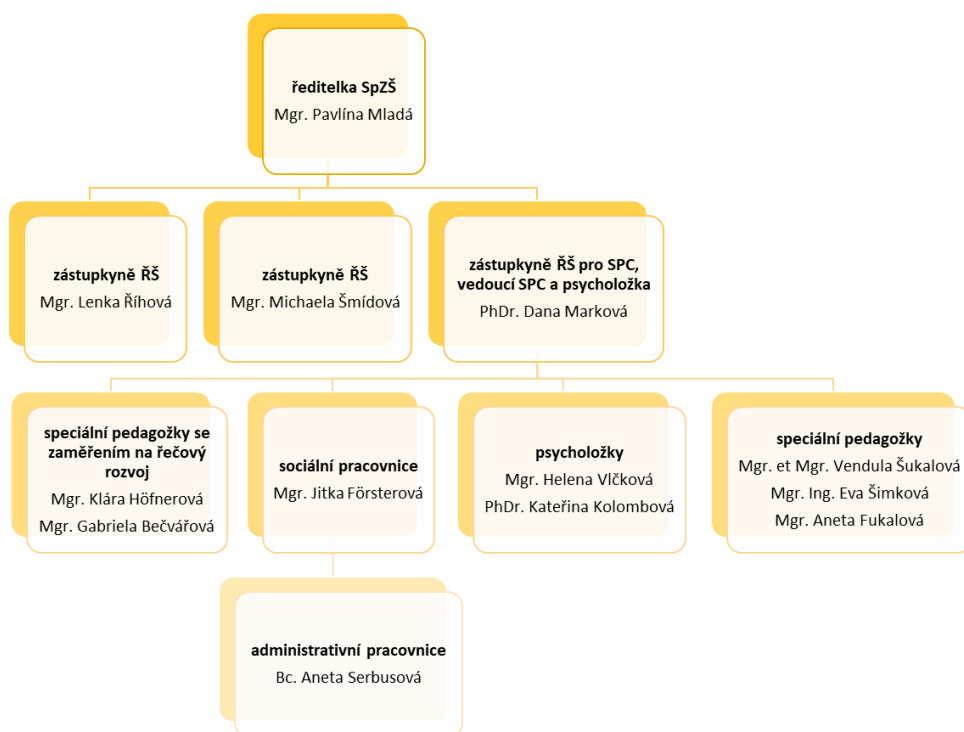 ředitelka SpZŠ
Mgr. Pavlína Mladá
zástupkyně ŘŠ
Mgr. Lenka Říhová
zástupkyně ŘŠ
Mgr. Michaela Šmídová
zástupkyně ŘŠ pro SPC,
vedoucí SPC a psycholožka
PhDr. Dana Marková
speciální pedagožky se
zaměřením na řečový
rozvoj
Mgr. Klára Höfnerová
Mgr. Gabriela Bečvářová
sociální pracovnice
Mgr. Jitka Försterová
psycholožky
Mgr. Helena Vlčková
PhDr. Kateřina Kolombová
speciální pedagožky
Mgr. et Mgr. Vendula Šukalová
Mgr. Ing. Eva Šimková
Mgr. Aneta Fukalová
administrativní pracovnice
Bc. Aneta Serbusová